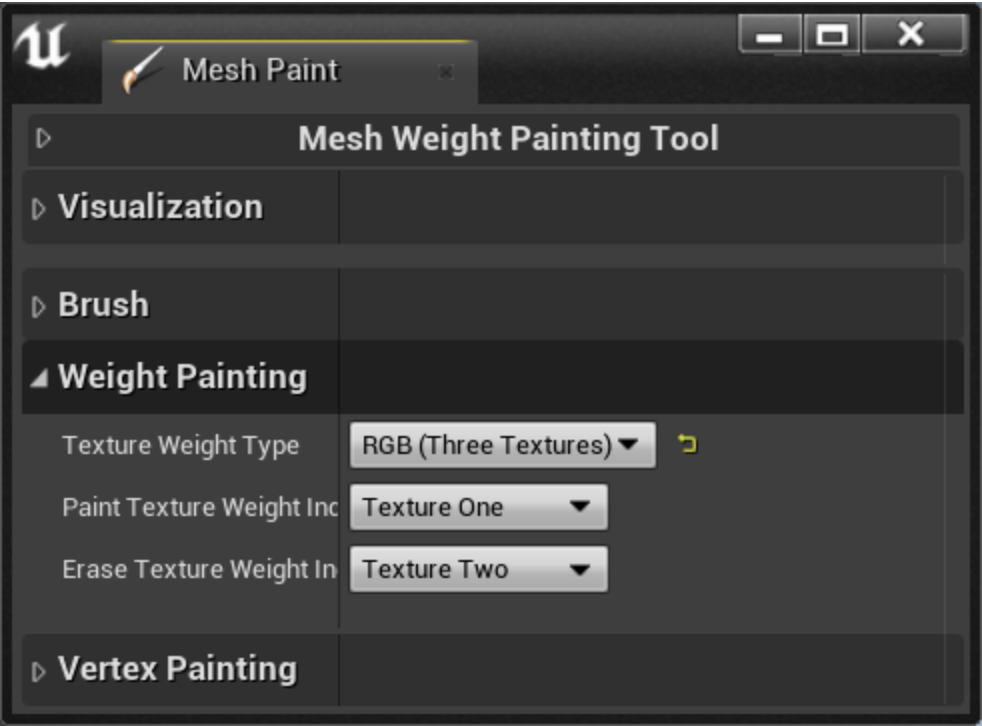 Mesh Paint
Mesh Weight Painting Tool
Visualization
Brush
Weight Painting
Texture Weight Type RGB (Three Textures)
Paint Texture Weight Inc Texture One
Erase Texture Weight In Texture Two
Vertex Painting